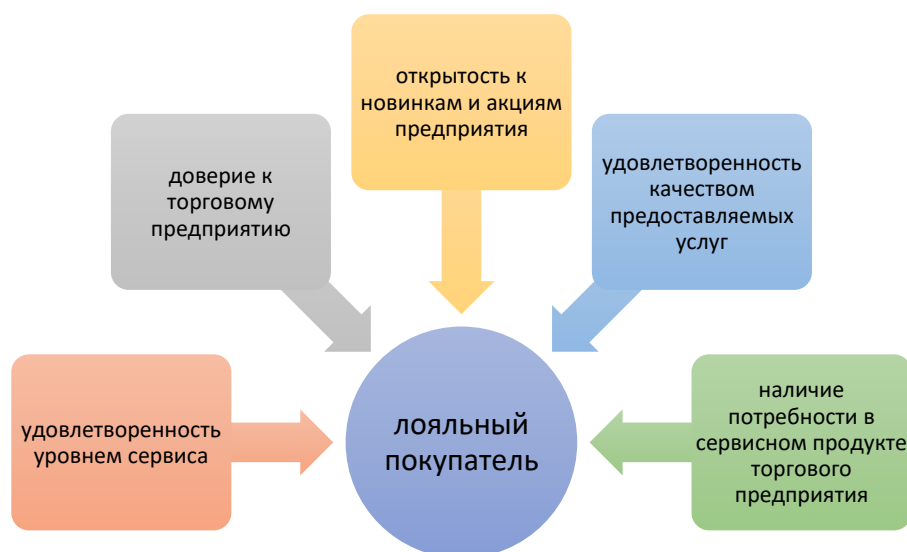 открытость к
новинкам и акциям
предприятия
доверие к
торговому
предприятию
удовлетворенность
качеством
предоставляемых
услуг
удовлетворенность
уровнем сервиса
лояльный
покупатель
наличие
потребности в
сервисном продукте
торгового
предприятия